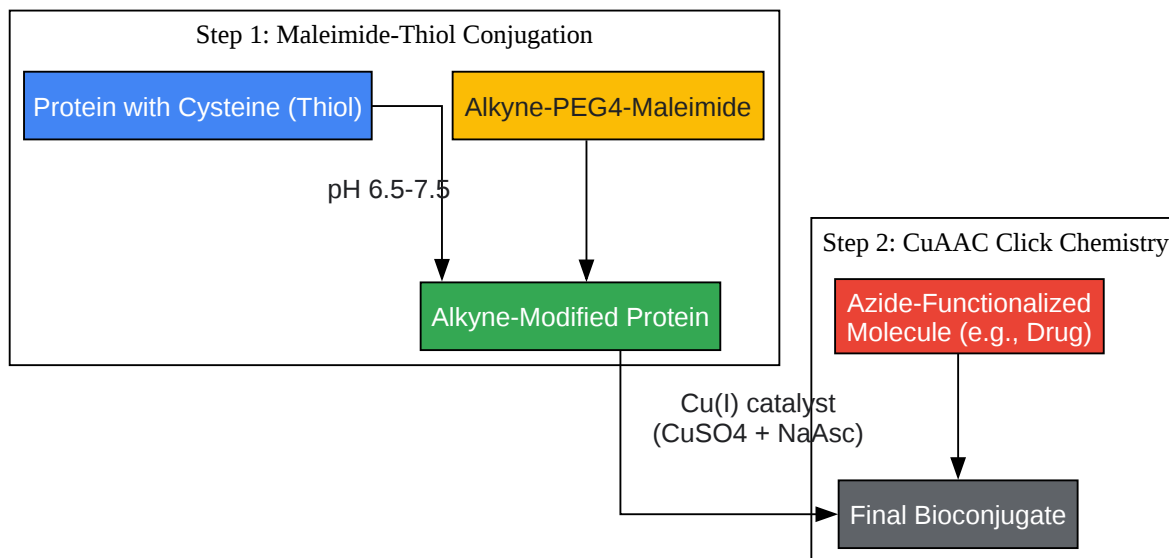 Step 1: Maleimide-Thiol Conjugation
Protein with Cysteine (Thiol)
Alkyne-PEG4-Maleimide
pH 6.5-7.5
Alkyne-Modified Protein
Step 2: CuAAC Click Chemistry
Azide-Functionalized
Molecule (e.g., Drug)
Cu(I) catalyst
(CuSO4 + NaAsc)
Final Bioconjugate